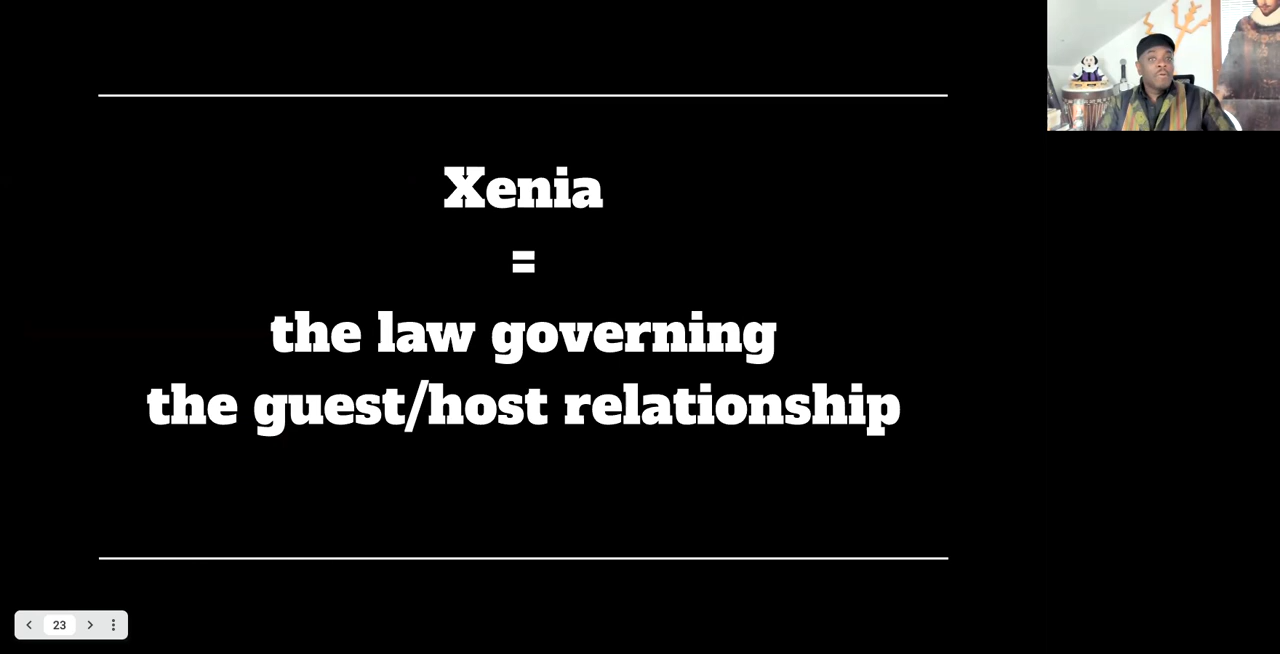 Xenia
=
the law governing
the guest/host relationship
23